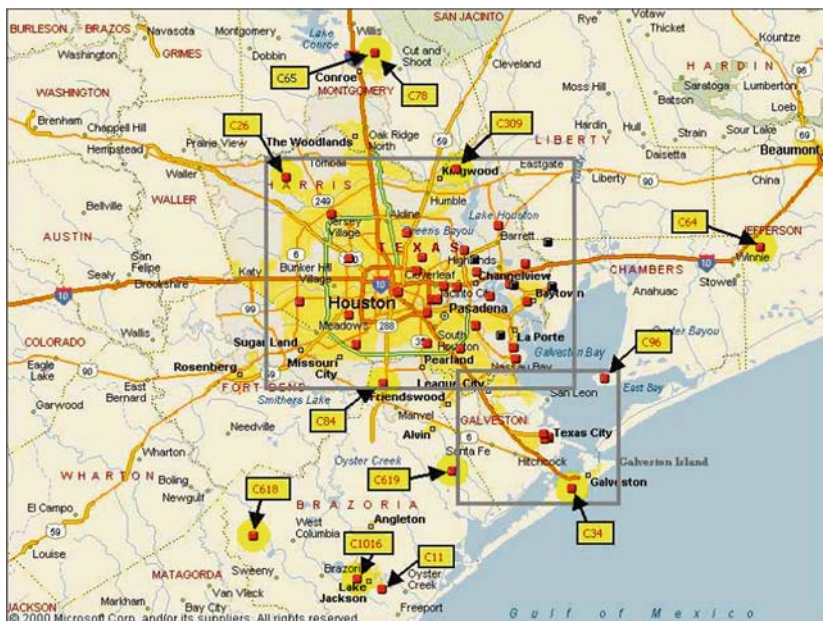 BURLESON
BRAZOS
Navasota
Montgomery
Willis
SAN JACINTO
Rye
Votaw
Thicket
Kountze
Washington
GRIMES
Dobbin
Lake Conroe
Cut and Shoot
C65
Conroe
C78
Cleveland
HARDIN
Saratoga
Lumberton
Batson
Loeb
96
Moss Hill
WASHINGTON
MONTGOMERY
Brenham
Chappell Hill
Hempstead
Prairie View
C26
The Woodlands
Oak Ridge North
59
C309
LIBERTY
Hardin
Hull
Strain
Sour Lake
69
Daisetta
Beaumont
Waller
Tomball
Kingwood
Eastgate
Liberty
90
China
HARRIS
WALLER
Humble
Bellville
249
Jersey Village
Aldine
Lake Houston
C64
JEFFERSON
Greens Bayou
Barrett
AUSTIN
TEXAS
6
Highlands
Winnie
San Felipe
Sealy
Brookshire
Katy
Bunker Hill Village
Cloverleaf
Channelview
CHAMBERS
10
Stowell
Anahuac
10
10
Jacinto City
Baytown
Houston
99
Pasadena
Wallis
Meadows
288
35
South Houston
La Porte
COLORADO
Sugar Land
C96
Galveston Bay
Eagle Lake
Rosenberg
Missouri City
Pearland
Nassau Bay
East Bernard
59
FORT BEND
League City
East Bay
San Leon
Garwood
Smithers Lake
Friendswood
C84
Manvel
GALVESTON
Needville
Alvin
6
Texas City
Santa Fe
Hitchcock
Galveston Island
Wharton
WHARTON
Boling
Oyster Creek
C619
Galveston
Newgulf
C618
El Campo
BRAZORIA
59
West Columbia
Angleton
C34
Louise
C1016
C11
Sweeny
Brazoria
MATAGORDA
Lake Jackson
Oyster Creek
Van Vleck
JACKSON
Markham
Bay City
Freeport
© 2000 Microsoft Corp. and/or its suppliers. All rights reserved.
Gulf of Mexico